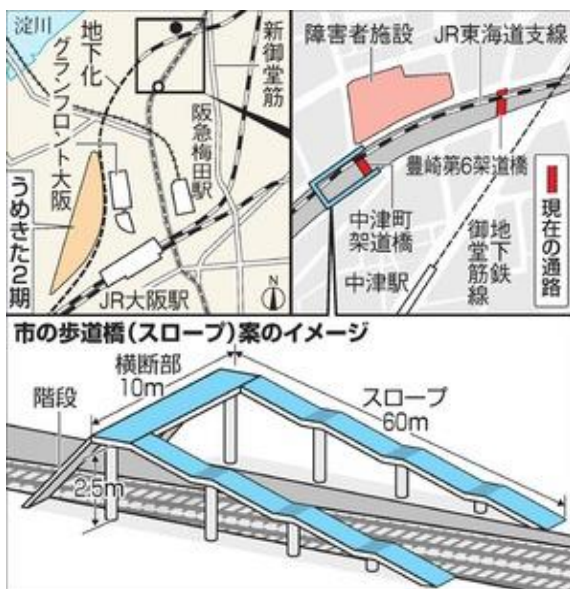 淀川
地下化
グランフロント大阪
うめきた2期
新御堂筋
阪急梅田駅
JR大阪駅
N
障害者施設
JR東海道支線
豊崎第6架道橋
中津町
架道橋
中津駅
地下鉄
御堂筋線
現在の通路
市の歩道橋(スロープ)案のイメージ
横断部
10m
階段
スロープ
60m
2.5m